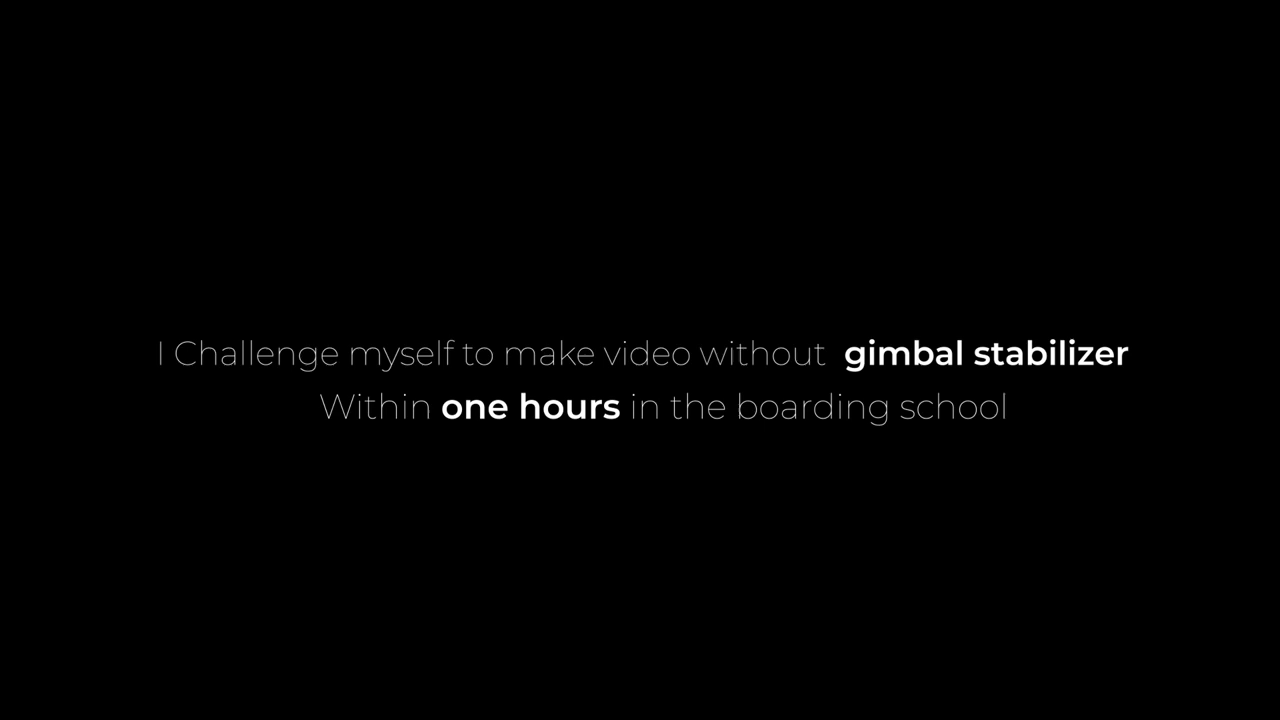 I Challenge myself to make video without gimbal stabilizer
Within one hours in the boarding school